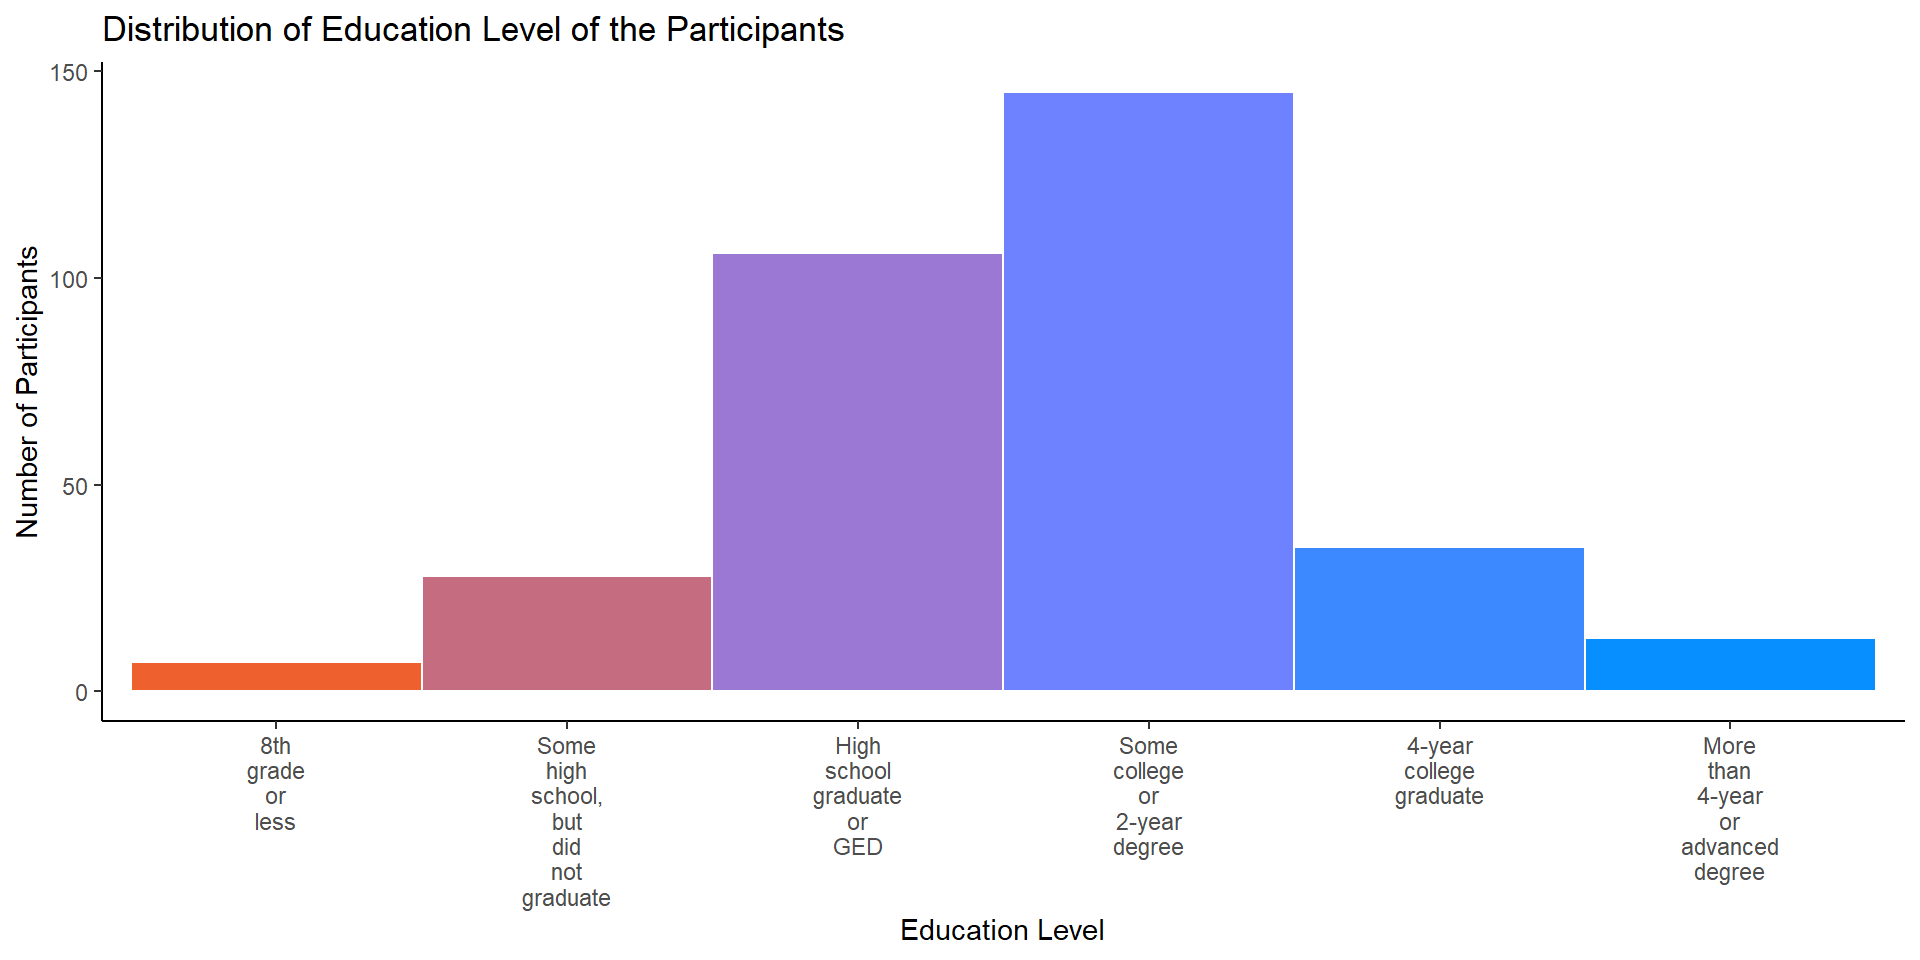 Distribution of Education Level of the Participants
150
100
50
0
Number of Participants
8th
grade
or
less
Some
high
school,
but
did
not
graduate
High
school
graduate
or
GED
Some
college
or
2-year
degree
4-year
college
graduate
More
than
4-year
or
advanced
degree
Education Level